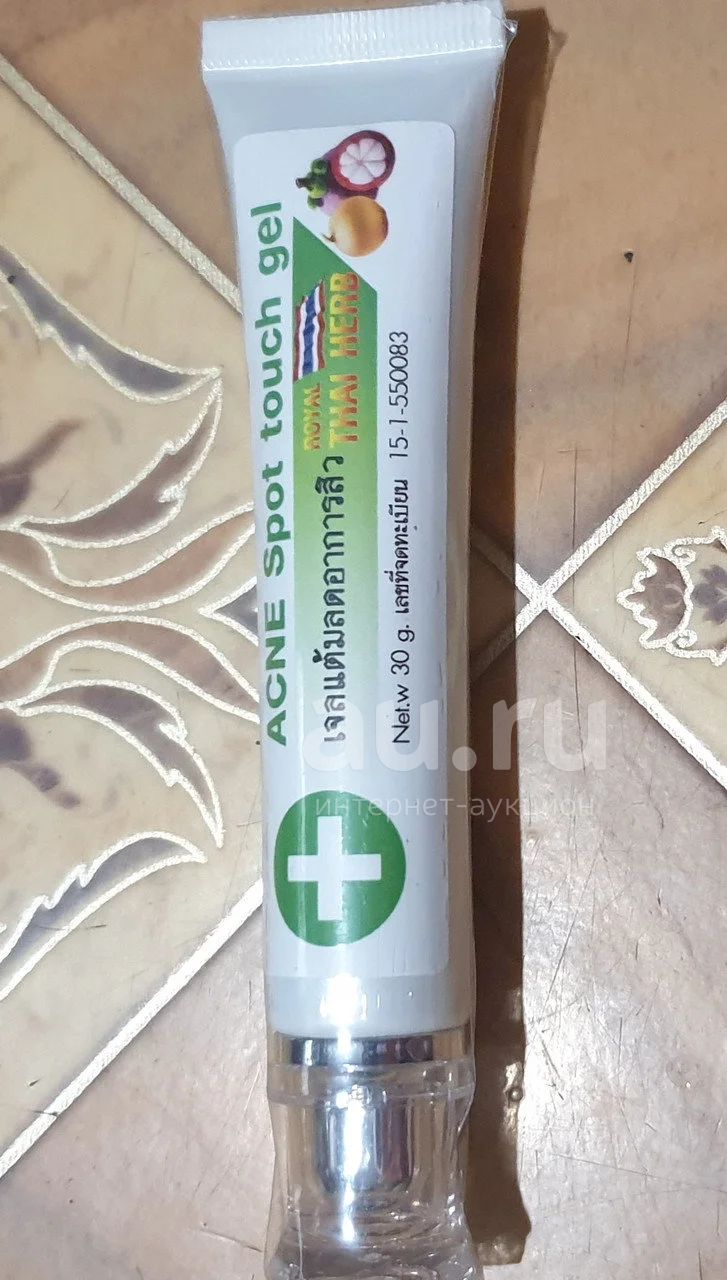 ACNE Spot touch gel
ROYAL
THAI HERB
เจลแต้มลดอาการสิว
Net.w 30 g. เลขที่จดทะเบียน 15-1-550083
au.ru
интернет-аукцион